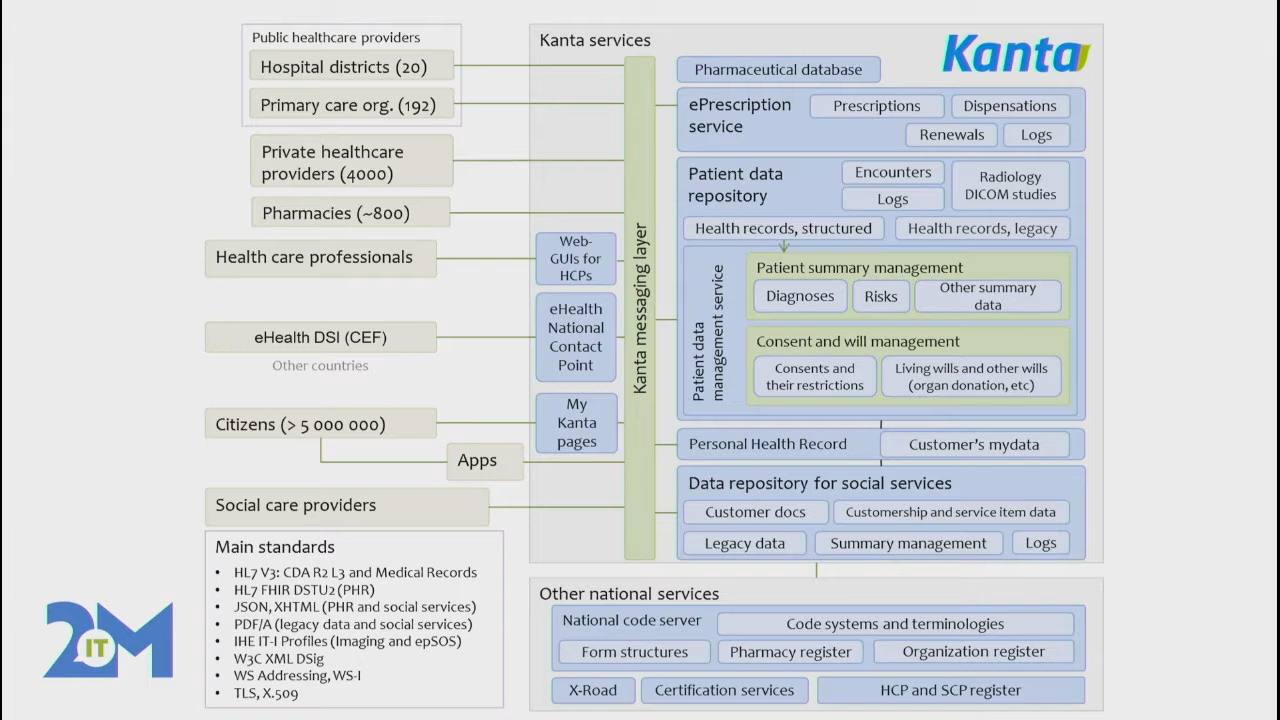 Public healthcare providers
Hospital districts (20)
Primary care org. (192)
Private healthcare
providers (4000)
Pharmacies (~800)
Health care professionals
eHealth DSI (CEF)
Other countries
Citizens (> 5 000 000)
Apps
Social care providers
Main standards
• HL7 V3: CDA R2 L3 and Medical Records
• HL7 FHIR DSTU2 (PHR)
• JSON, XHTML (PHR and social services)
• PDF/A (legacy data and social services)
• IHE IT-I Profiles (Imaging and epSOS)
• W3C XML DSig
• WS Addressing, WS-I
• TLS, X.509
2M
IT
Kanta services
Kanta
Web-
GUIs for
HCPs
eHealth
National
Contact
Point
My
Kanta
pages
Kanta messaging layer
Pharmaceutical database
ePrescription
service
Prescriptions
Dispensations
Renewals
Logs
Patient data
repository
Encounters
Logs
Radiology
DICOM studies
Health records, structured
Health records, legacy
Patient data
management service
Patient summary management
Diagnoses
Risks
Other summary
data
Consent and will management
Consents and
their restrictions
Living wills and other wills
(organ donation, etc)
Personal Health Record
Customer's mydata
Data repository for social services
Customer docs
Customership and service item data
Legacy data
Summary management
Logs
Other national services
National code server
Code systems and terminologies
Form structures
Pharmacy register
Organization register
X-Road
Certification services
HCP and SCP register